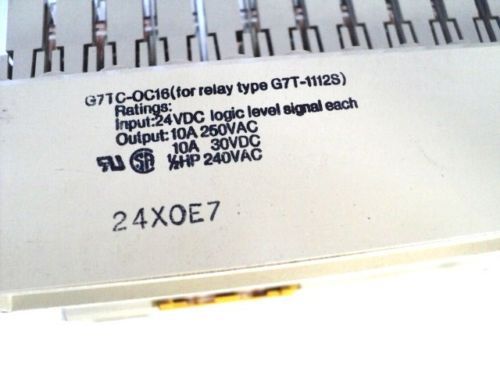 G7TC-OC16(for relay type G7T-1112S)
Ratings:
Input:24VDC logic level signal each
Output:10A 250VAC
10A 30VDC
½HP 240VAC
24X0E7